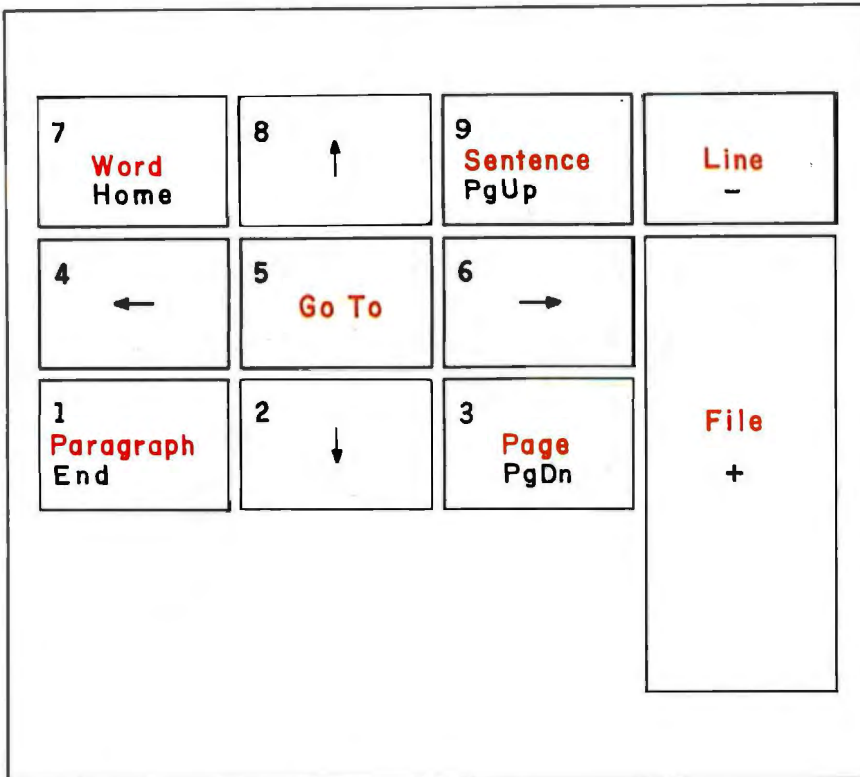 7
Word
Home
8
↑
9
Sentence
PgUp
Line
-
4
←
5
Go To
6
→
File
+
1
Paragraph
End
2
↓
3
Page
PgDn